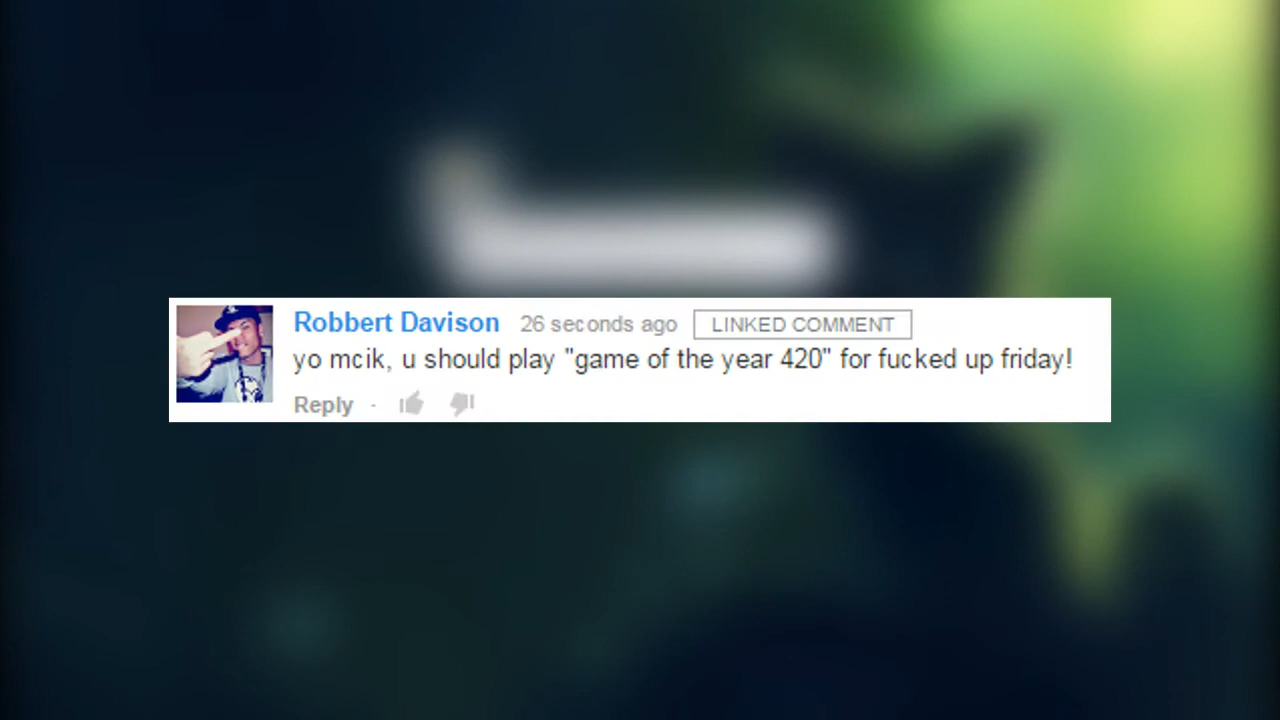 Robbert Davison 26 seconds ago LINKED COMMENT
yo mcik, u should play "game of the year 420" for fucked up friday!
Reply ·